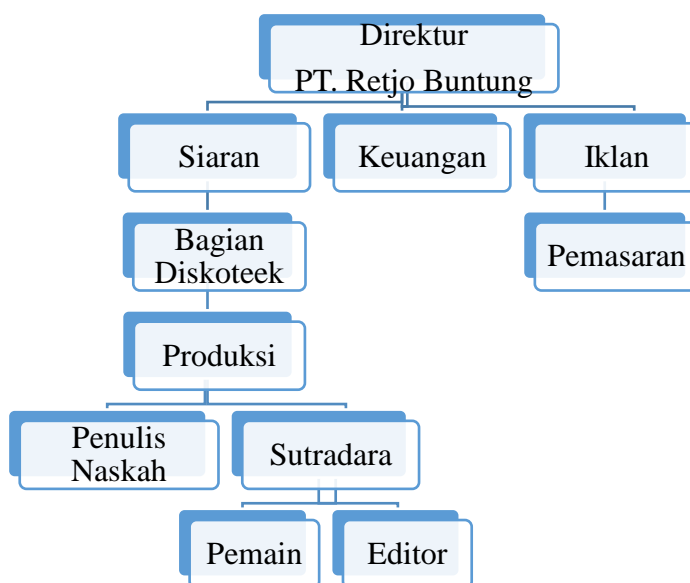 Direktur
PT. Retjo Buntung
Siaran
Keuangan
Iklan
Bagian
Diskoteek
Pemasaran
Produksi
Penulis
Naskah
Sutradara
Pemain
Editor